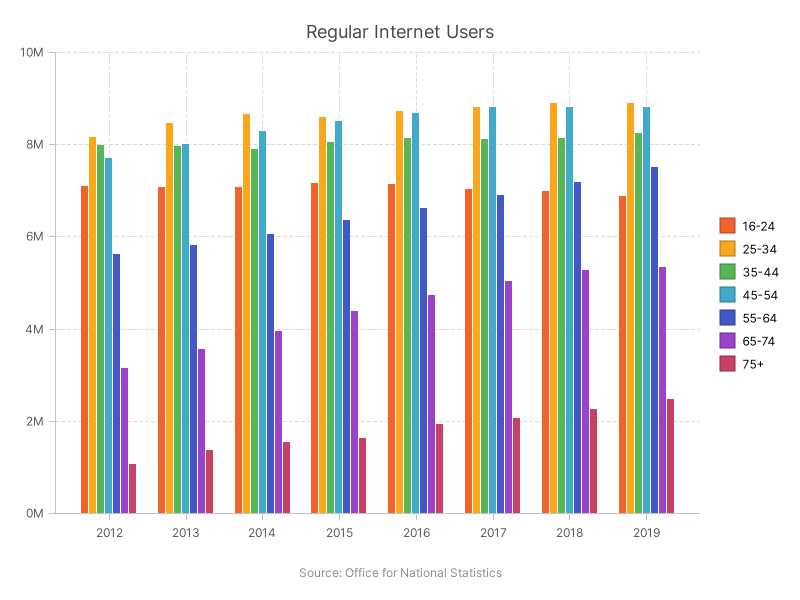 Regular Internet Users
10M
8M
6M
4M
2M
0M
2012 2013 2014 2015 2016 2017 2018 2019
16-24
25-34
35-44
45-54
55-64
65-74
75+
Source: Office for National Statistics